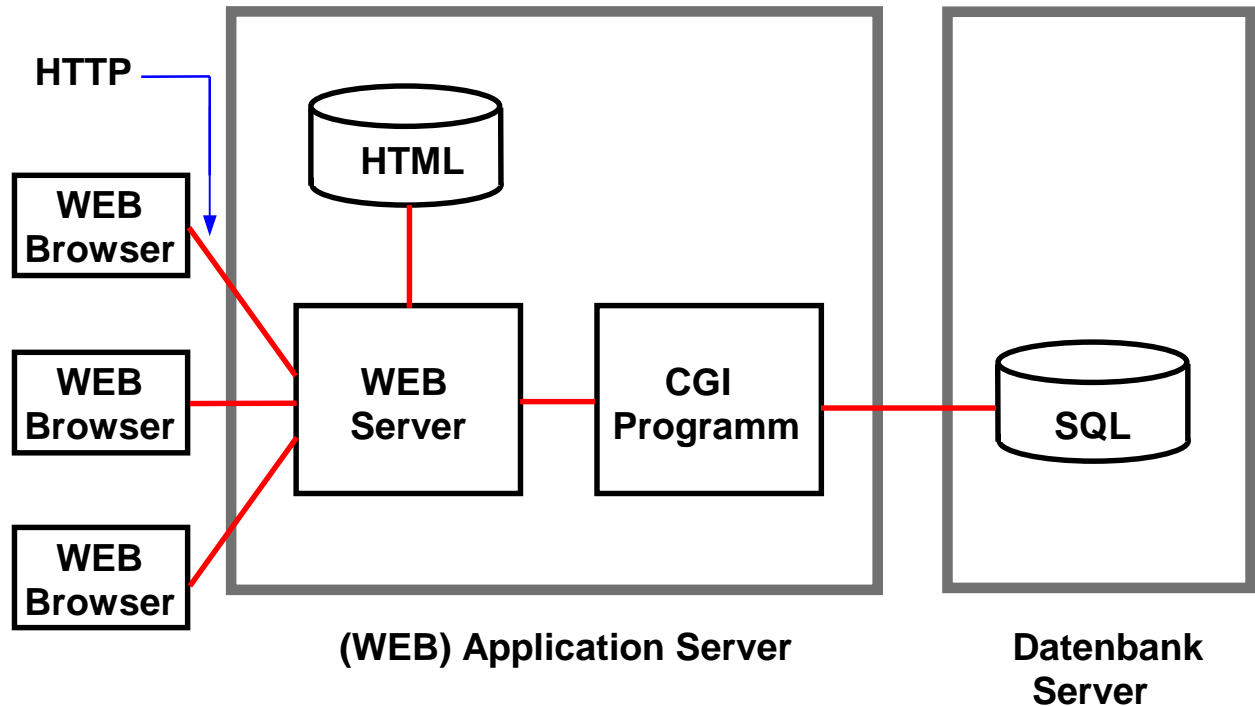 HTTP
HTML
WEB
Browser
WEB
Browser
WEB
Browser
WEB
Server
CGI
Programm
SQL
(WEB) Application Server
Datenbank
Server